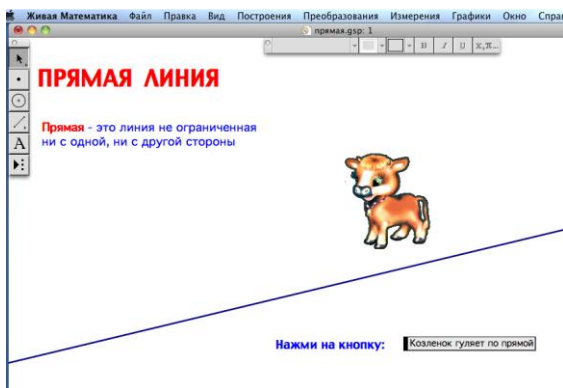 Живая Математика Файл Правка Вид Построения Преобразования Измерения Графики Окно Спра
прямая.gsp: 1
B I U x,π...
ПРЯМАЯ ЛИНИЯ
A
Прямая - это линия не ограниченная
ни с одной, ни с другой стороны
Нажми на кнопку: Козленок гуляет по прямой